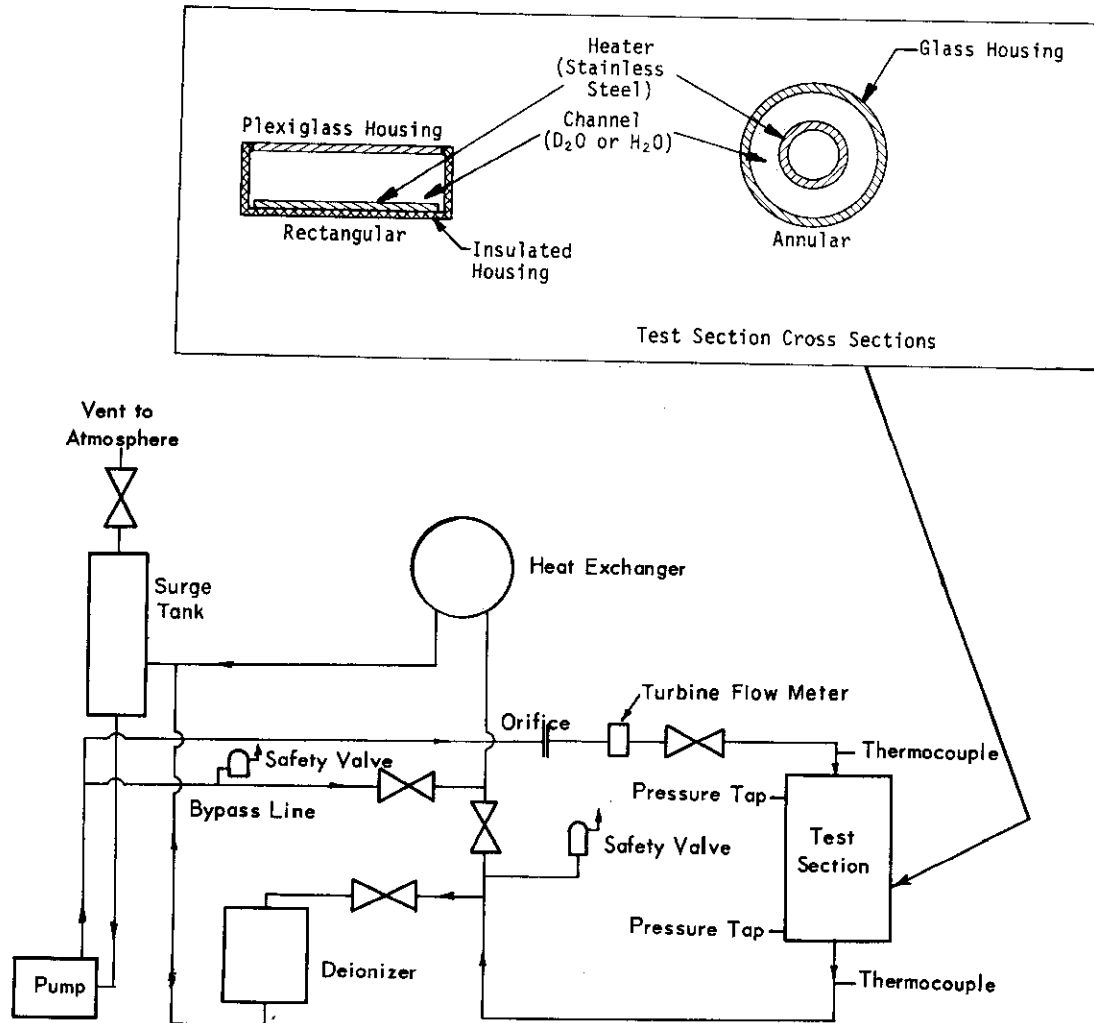 Heater
(Stainless
Steel)
Glass Housing
Channel
(D₂O or H₂O)
Plexiglass Housing
Rectangular
Insulated
Housing
Annular
Test Section Cross Sections
Vent to
Atmosphere
Surge
Tank
Heat Exchanger
Turbine Flow Meter
Orifice
Safety Valve
Thermocouple
Bypass Line
Pressure Tap
Safety Valve
Test
Section
Pressure Tap
Pump
Deionizer
Thermocouple